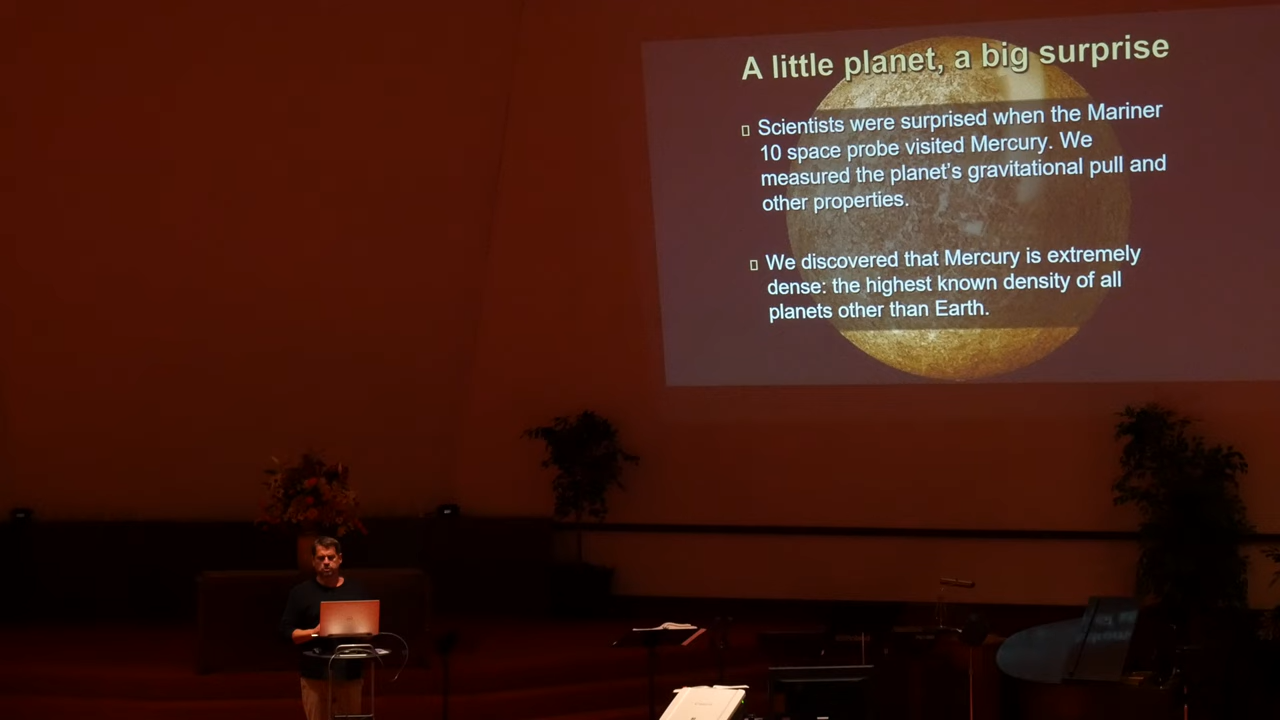 A little planet, a big surprise
Scientists were surprised when the Mariner
10 space probe visited Mercury. We
measured the planet's gravitational pull and
other properties.
We discovered that Mercury is extremely
dense: the highest known density of all
planets other than Earth.